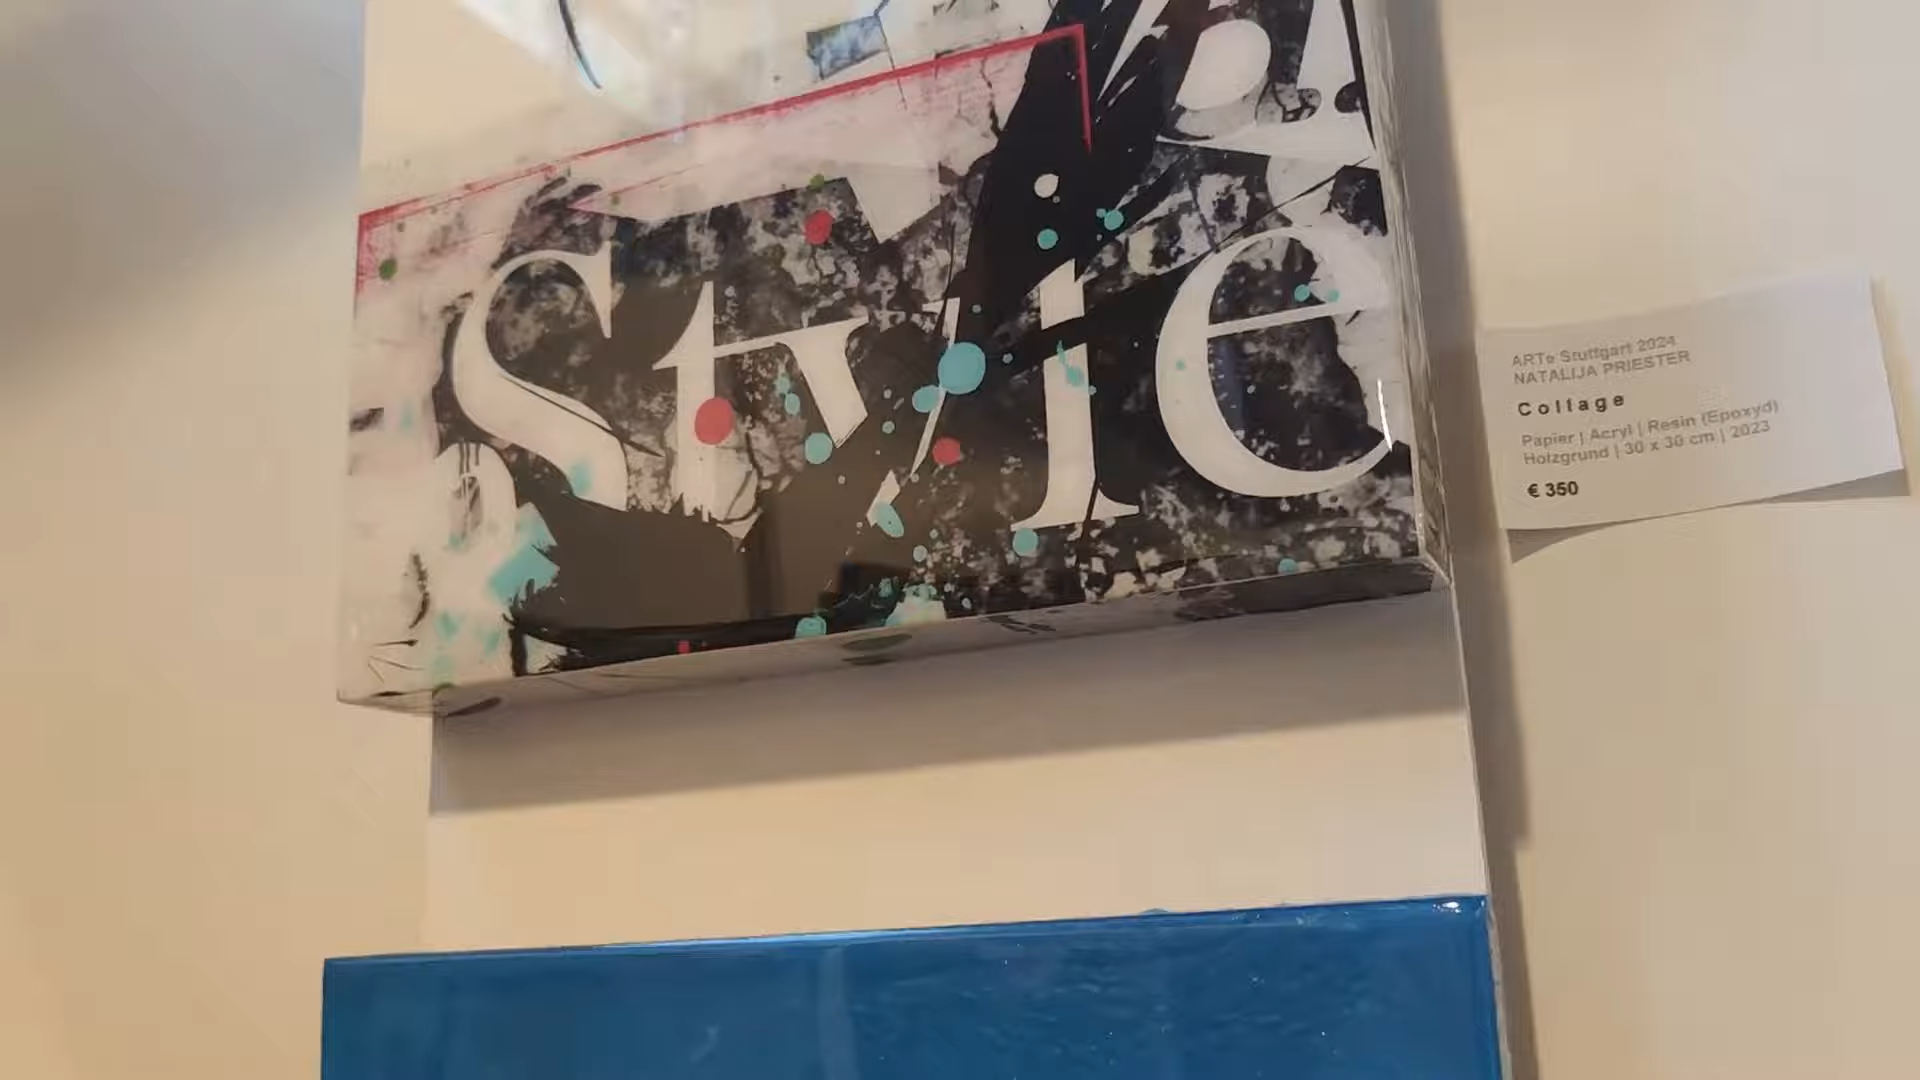 Style
ARTe Stuttgart 2024
NATALIJA PRIESTER
Collage
Papier | Acryl | Resin (Epoxyd)
Holzgrund | 30 x 30 cm | 2023
€ 350